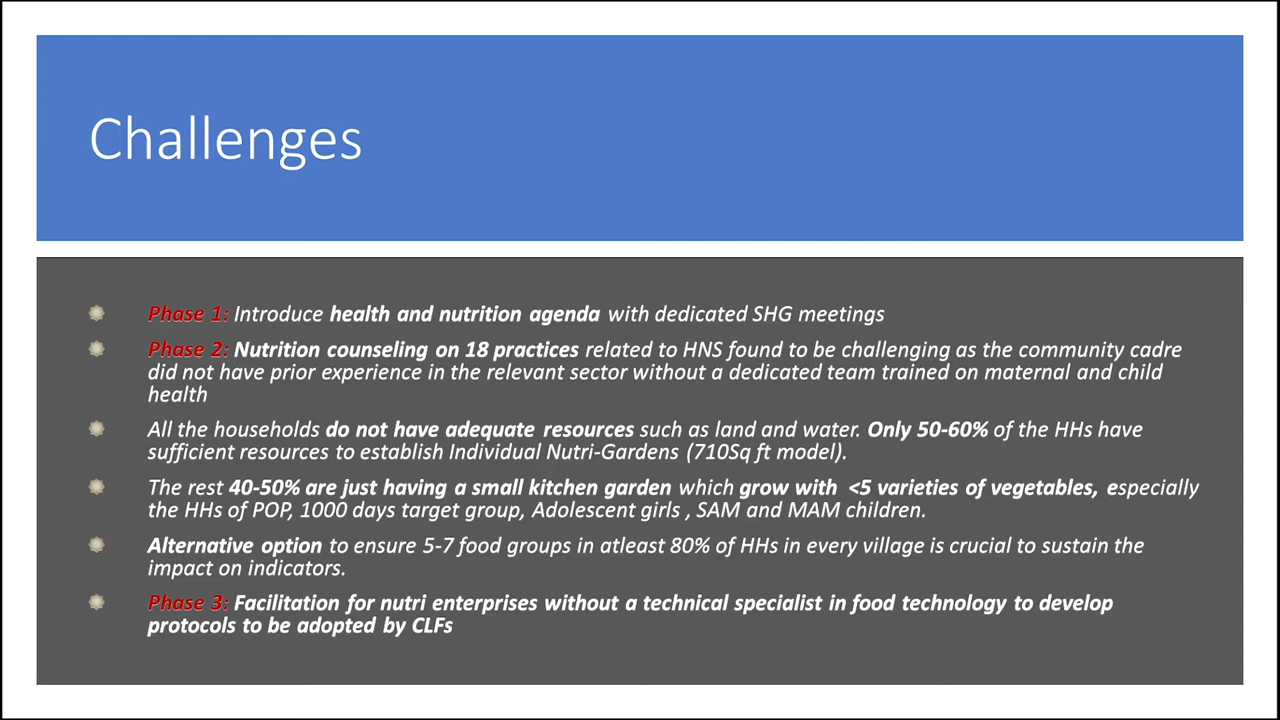 Challenges
Phase 1: Introduce health and nutrition agenda with dedicated SHG meetings
Phase 2: Nutrition counseling on 18 practices related to HNS found to be challenging as the community cadre
did not have prior experience in the relevant sector without a dedicated team trained on maternal and child
health
All the households do not have adequate resources such as land and water. Only 50-60% of the HHs have
sufficient resources to establish Individual Nutri-Gardens (710Sq ft model).
The rest 40-50% are just having a small kitchen garden which grow with <5 varieties of vegetables, especially
the HHs of POP, 1000 days target group, Adolescent girls , SAM and MAM children.
Alternative option to ensure 5-7 food groups in atleast 80% of HHs in every village is crucial to sustain the
impact on indicators.
Phase 3: Facilitation for nutri enterprises without a technical specialist in food technology to develop
protocols to be adopted by CLFs